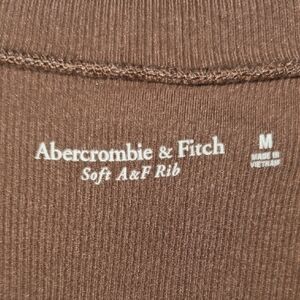 Abercrombie & Fitch
Soft A&F Rib
M
MADE IN
VIETNAM